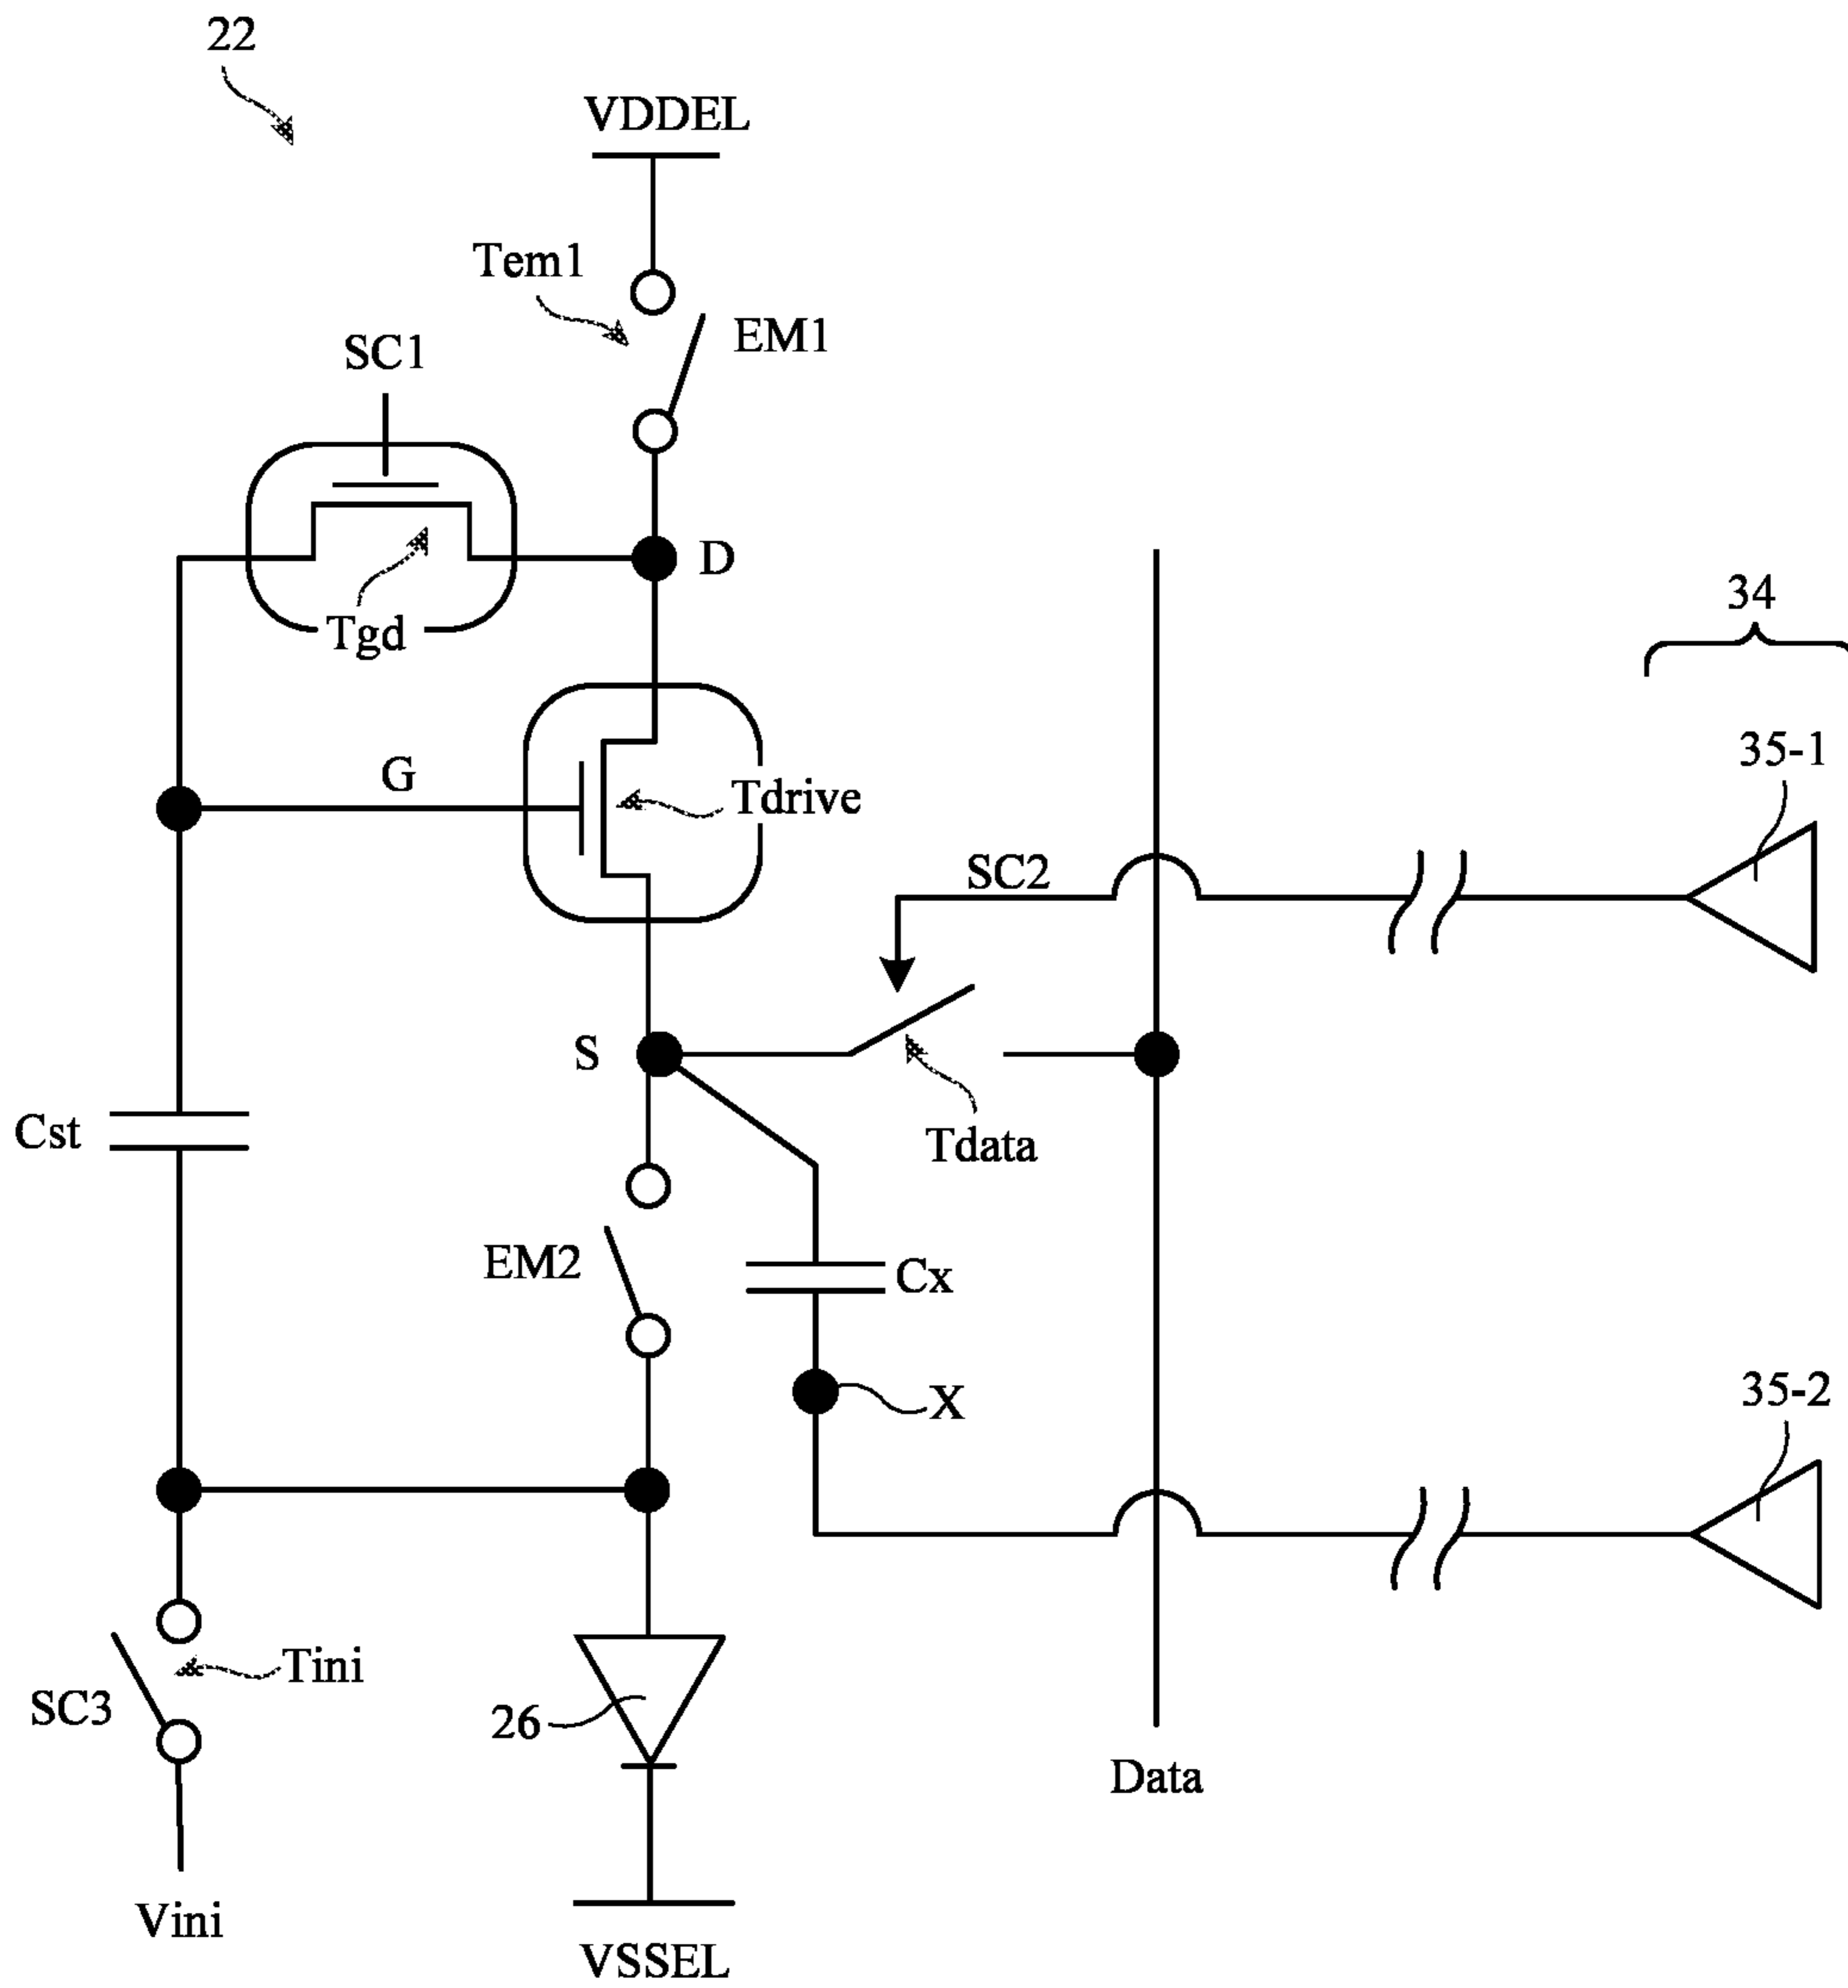 22
VDDEL
Tem1
EM1
SC1
D
Tgd
34
35-1
G
Tdrive
SC2
S
Cst
Tdata
EM2
Cx
X
35-2
Tini
SC3
26
Data
Vini
VSSEL